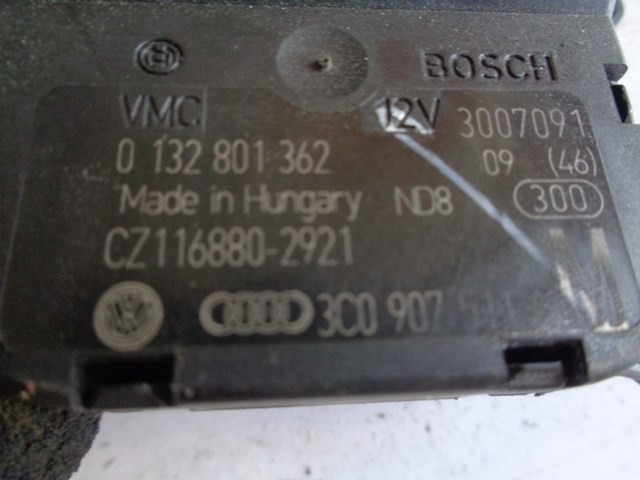 BOSCH
VMC 12V 3007091
0 132 801 362 09 (46)
Made in Hungary ND8 300
CZ116880-2921 M
3C0 907 511